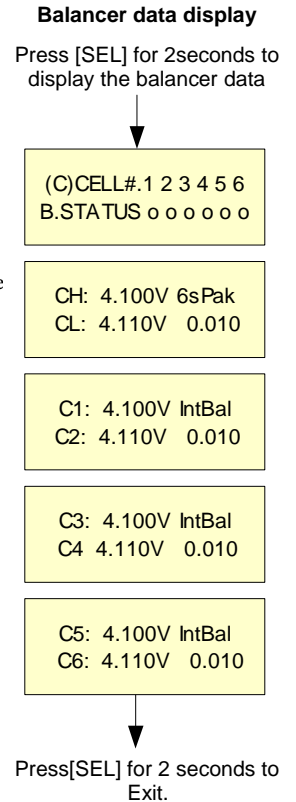 Balancer data display
Press [SEL] for 2seconds to
display the balancer data
(C)CELL#.1 2 3 4 5 6
B.STATUS o o o o o o
e
CH: 4.100V 6sPak
CL: 4.110V 0.010
C1: 4.100V IntBal
C2: 4.110V 0.010
C3: 4.100V IntBal
C4 4.110V 0.010
C5: 4.100V IntBal
C6: 4.110V 0.010
Press[SEL] for 2 seconds to
Exit.